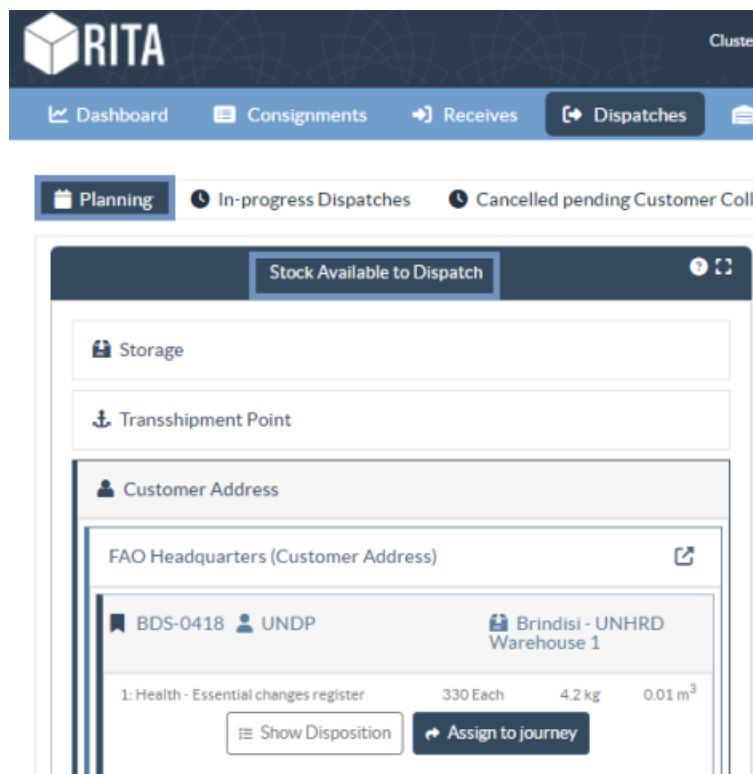 RITA
Cluste
Dashboard Consignments Receives Dispatches
Planning In-progress Dispatches Cancelled pending Customer Coll
Stock Available to Dispatch
Storage
Transshipment Point
Customer Address
FAO Headquarters (Customer Address)
BDS-0418 UNDP Brindisi - UNHRD
Warehouse 1
1: Health - Essential changes register 330 Each 4.2 kg 0.01 m³
Show Disposition Assign to journey